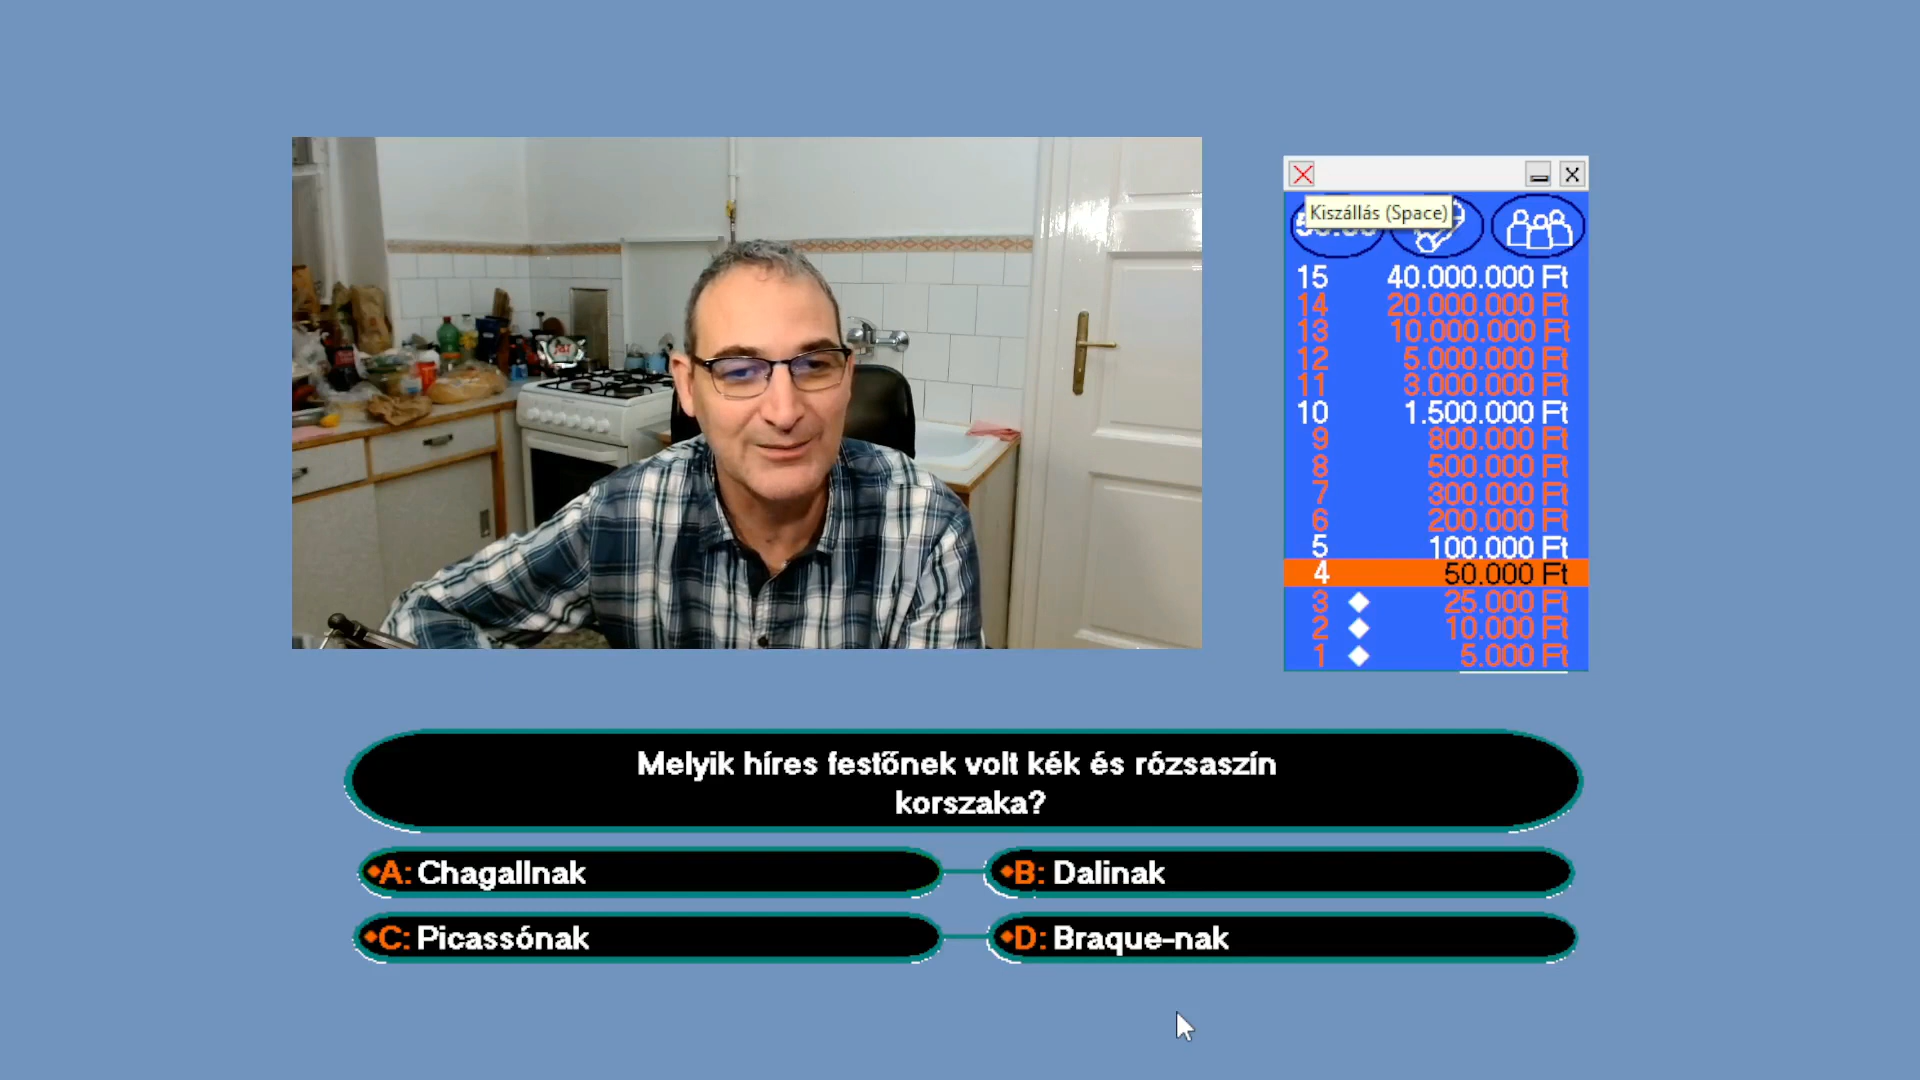 Kiszállás (Space)
15 40.000.000 Ft
14 20.000.000 Ft
13 10.000.000 Ft
12 5.000.000 Ft
11 3.000.000 Ft
10 1.500.000 Ft
9 800.000 Ft
8 500.000 Ft
7 300.000 Ft
6 200.000 Ft
5 100.000 Ft
4 50.000 Ft
3 25.000 Ft
2 10.000 Ft
1 5.000 Ft
Melyik híres festőnek volt kék és rózsaszín
korszaka?
A: Chagallnak
B: Dalinak
C: Picassónak
D: Braque-nak